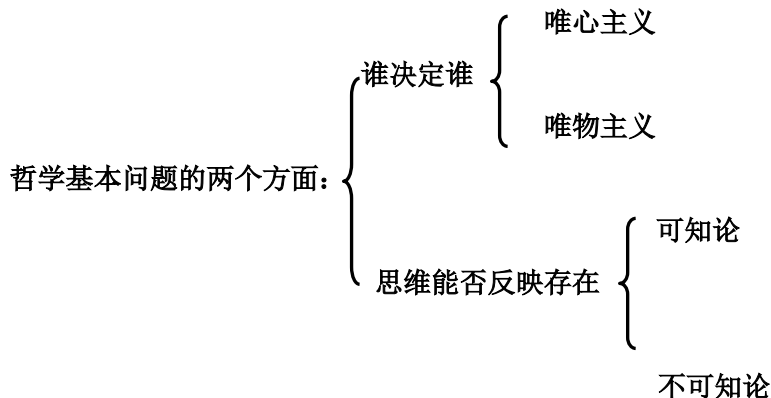 唯心主义
谁决定谁
唯物主义
哲学基本问题的两个方面：
可知论
思维能否反映存在
不可知论